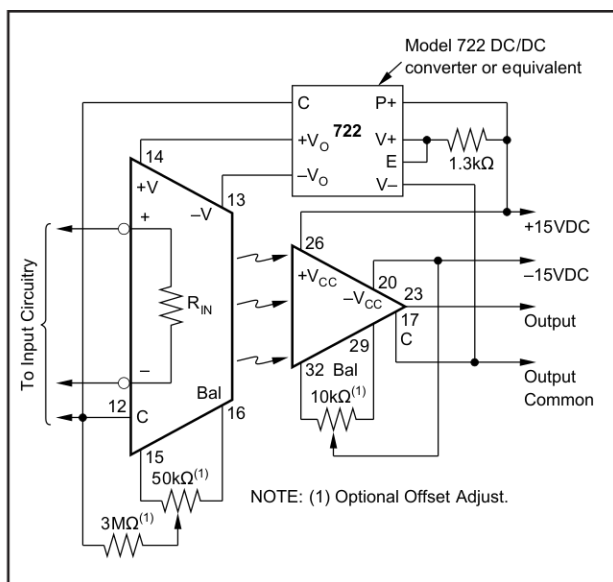 Model 722 DC/DC
converter or equivalent
C
P+
722
+VO
V+
E
–VO
V–
1.3kΩ
14
+V
13
–V
+
–
RIN
To Input Circuitry
12
C
Bal
15
16
50kΩ(1)
3MΩ(1)
26
+VCC
20
–VCC
23
17
C
29
32
Bal
10kΩ(1)
+15VDC
–15VDC
Output
Output
Common
NOTE: (1) Optional Offset Adjust.